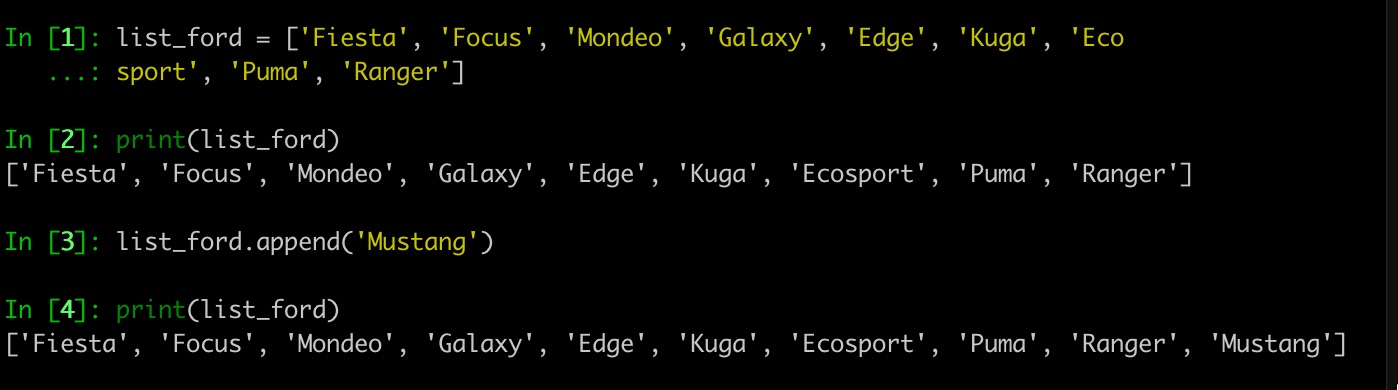 In [1]: list_ford = ['Fiesta', 'Focus', 'Mondeo', 'Galaxy', 'Edge', 'Kuga', 'Eco
   ...: sport', 'Puma', 'Ranger']
In [2]: print(list_ford)
['Fiesta', 'Focus', 'Mondeo', 'Galaxy', 'Edge', 'Kuga', 'Ecosport', 'Puma', 'Ranger']
In [3]: list_ford.append('Mustang')
In [4]: print(list_ford)
['Fiesta', 'Focus', 'Mondeo', 'Galaxy', 'Edge', 'Kuga', 'Ecosport', 'Puma', 'Ranger', 'Mustang']